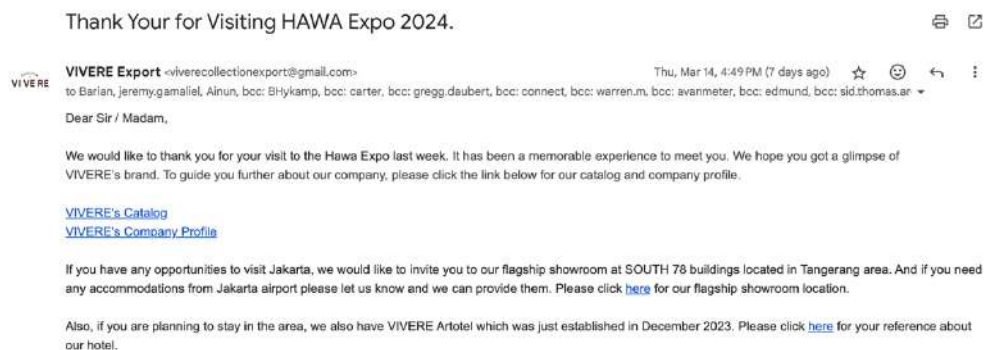 Thank Your for Visiting HAWA Expo 2024.
VIVERE
VIVERE Export <viverecollectionexport@gmail.com>
Thu, Mar 14, 4:49 PM (7 days ago)
to Barian, jeremy.gamaliel, Ainun, bcc: BHykamp, bcc: carter, bcc: gregg.daubert, bcc: connect, bcc: warren.m, bcc: avanmeter, bcc: edmund, bcc: sid.thomas.ar
Dear Sir / Madam,
We would like to thank you for your visit to the Hawa Expo last week. It has been a memorable experience to meet you. We hope you got a glimpse of
VIVERE's brand. To guide you further about our company, please click the link below for our catalog and company profile.
VIVERE's Catalog
VIVERE's Company Profile
If you have any opportunities to visit Jakarta, we would like to invite you to our flagship showroom at SOUTH 78 buildings located in Tangerang area. And if you need
any accommodations from Jakarta airport please let us know and we can provide them. Please click here for our flagship showroom location.
Also, if you are planning to stay in the area, we also have VIVERE Artotel which was just established in December 2023. Please click here for your reference about
our hotel.